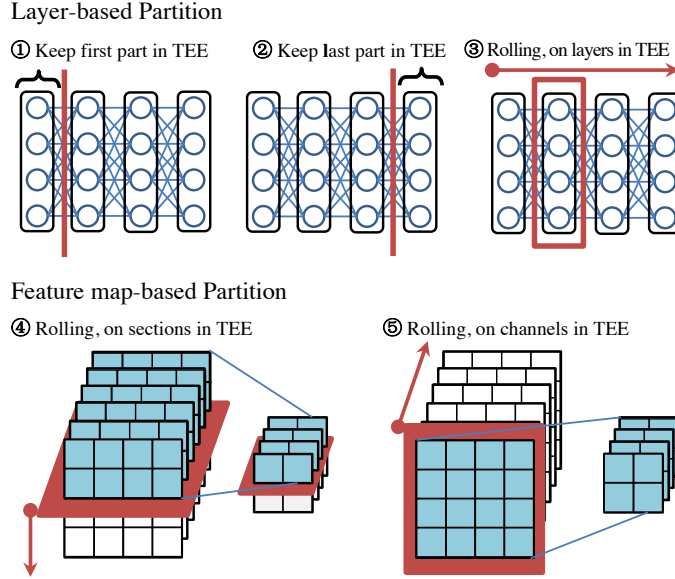 Layer-based Partition
① Keep first part in TEE
② Keep last part in TEE
③ Rolling, on layers in TEE
Feature map-based Partition
④ Rolling, on sections in TEE
⑤ Rolling, on channels in TEE